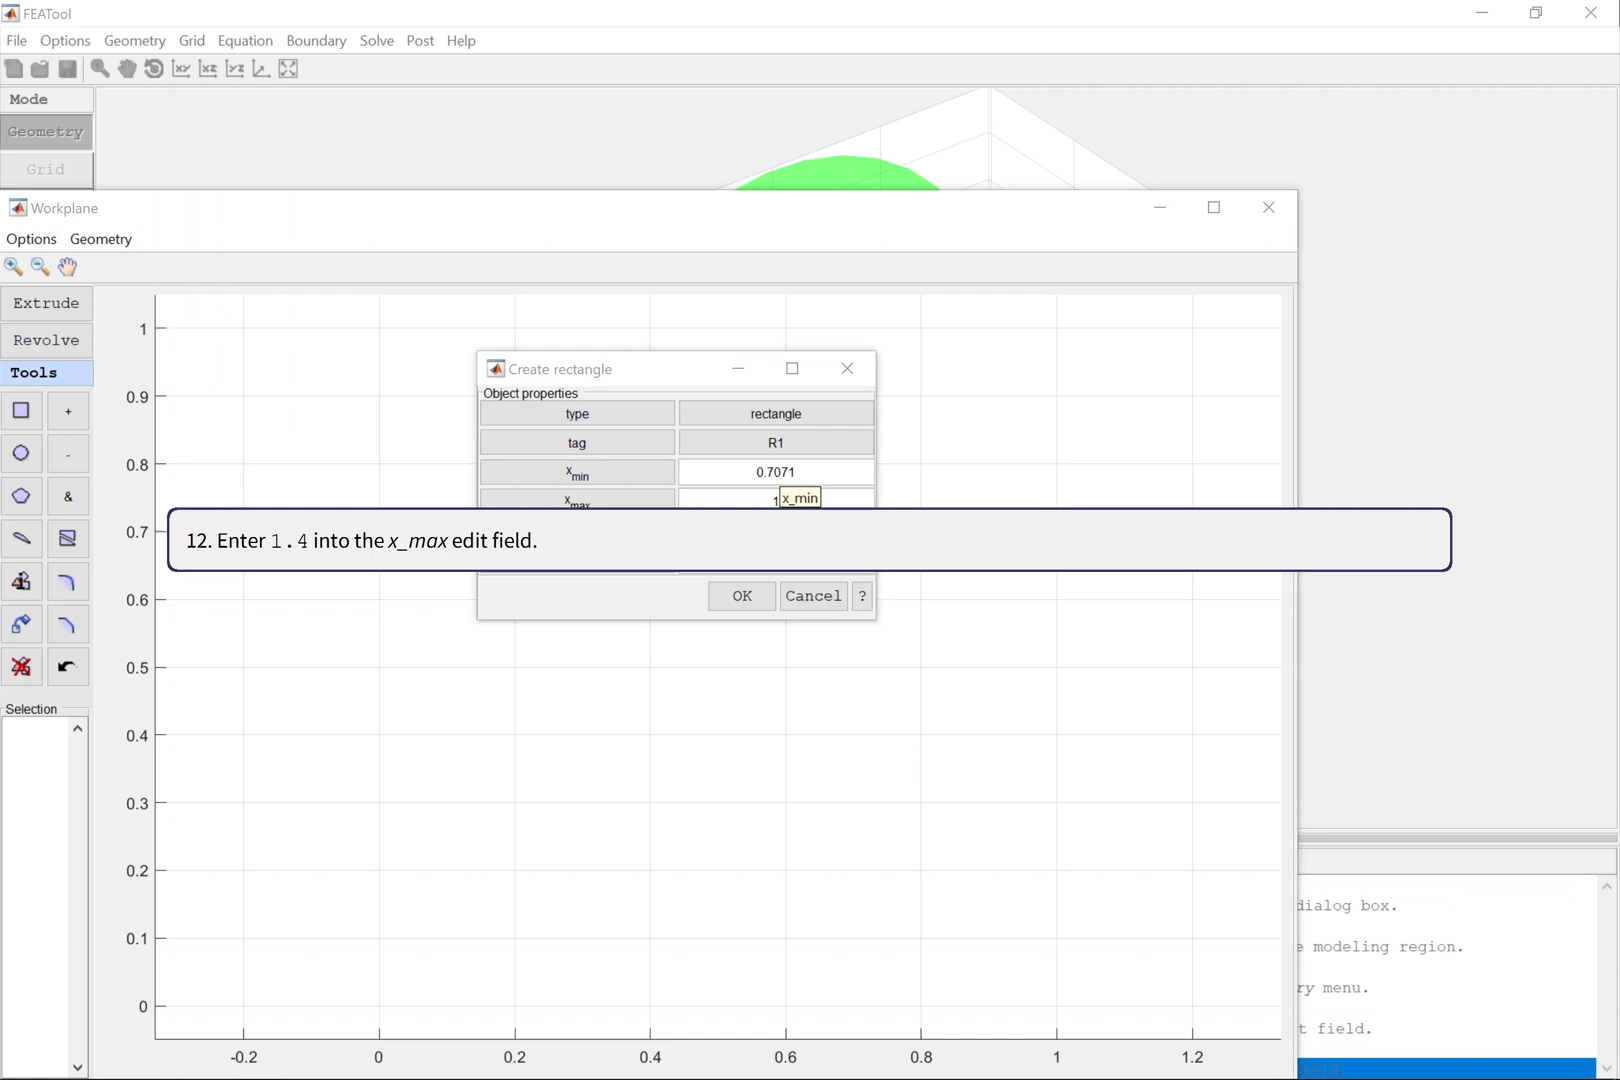 FEATool
File Options Geometry Grid Equation Boundary Solve Post Help
Mode
Geometry
Grid
Workplane
Options Geometry
Extrude
Revolve
Tools
+
-
&
Selection
1
0.9
0.8
0.7
0.6
0.5
0.4
0.3
0.2
0.1
0
-0.2 0 0.2 0.4 0.6 0.8 1 1.2
Create rectangle
Object properties
type rectangle
tag R1
xmin 0.7071
xmax 1
x_min
12. Enter 1.4 into the x_max edit field.
OK Cancel ?
dialog box.
modeling region.
ry menu.
t field.